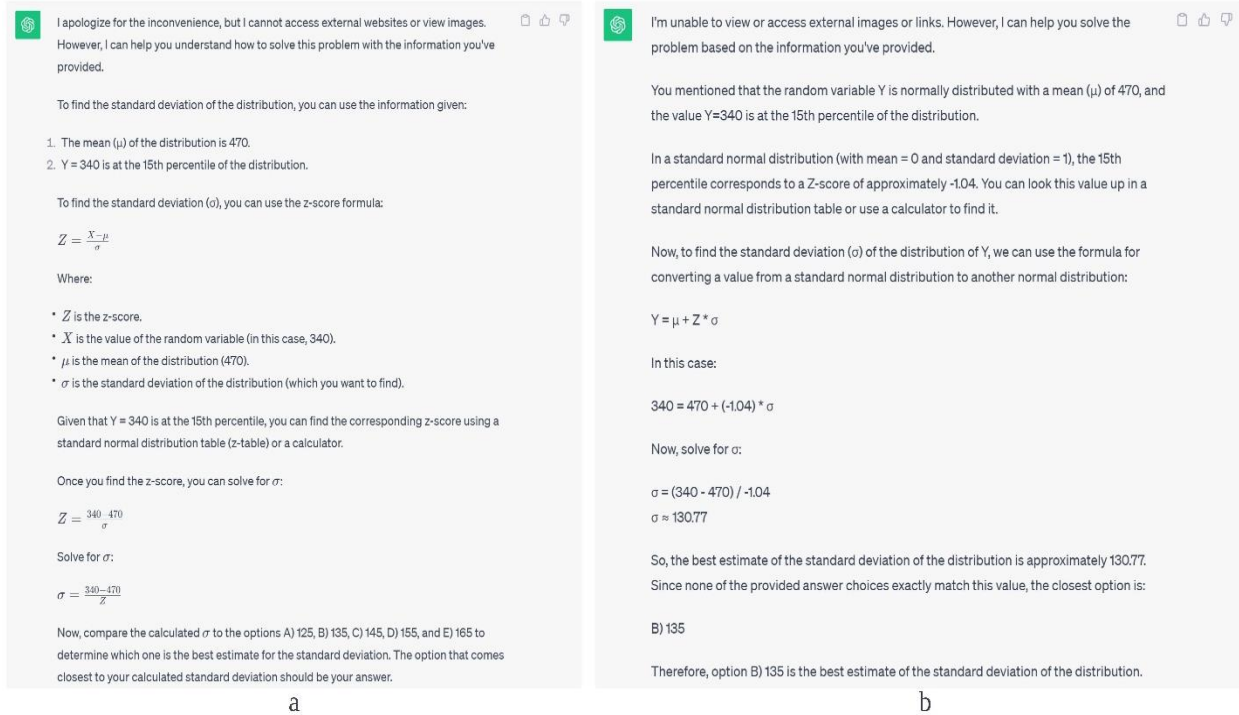 I apologize for the inconvenience, but I cannot access external websites or view images.
However, I can help you understand how to solve this problem with the information you've
provided.
To find the standard deviation of the distribution, you can use the information given:
1. The mean (μ) of the distribution is 470.
2. Y = 340 is at the 15th percentile of the distribution.
To find the standard deviation (σ), you can use the z-score formula:
Z = X−μ / σ
Where:
• Z is the z-score.
• X is the value of the random variable (in this case, 340).
• μ is the mean of the distribution (470).
• σ is the standard deviation of the distribution (which you want to find).
Given that Y = 340 is at the 15th percentile, you can find the corresponding z-score using a
standard normal distribution table (z-table) or a calculator.
Once you find the z-score, you can solve for σ:
Z = 340−470 / σ
Solve for σ:
σ = 340−470 / Z
Now, compare the calculated σ to the options A) 125, B) 135, C) 145, D) 155, and E) 165 to
determine which one is the best estimate for the standard deviation. The option that comes
closest to your calculated standard deviation should be your answer.
a
I'm unable to view or access external images or links. However, I can help you solve the
problem based on the information you've provided.
You mentioned that the random variable Y is normally distributed with a mean (μ) of 470, and
the value Y=340 is at the 15th percentile of the distribution.
In a standard normal distribution (with mean = 0 and standard deviation = 1), the 15th
percentile corresponds to a Z-score of approximately -1.04. You can look this value up in a
standard normal distribution table or use a calculator to find it.
Now, to find the standard deviation (σ) of the distribution of Y, we can use the formula for
converting a value from a standard normal distribution to another normal distribution:
Y = μ + Z * σ
In this case:
340 = 470 + (-1.04) * σ
Now, solve for σ:
σ = (340 - 470) / -1.04
σ ≈ 130.77
So, the best estimate of the standard deviation of the distribution is approximately 130.77.
Since none of the provided answer choices exactly match this value, the closest option is:
B) 135
Therefore, option B) 135 is the best estimate of the standard deviation of the distribution.
b